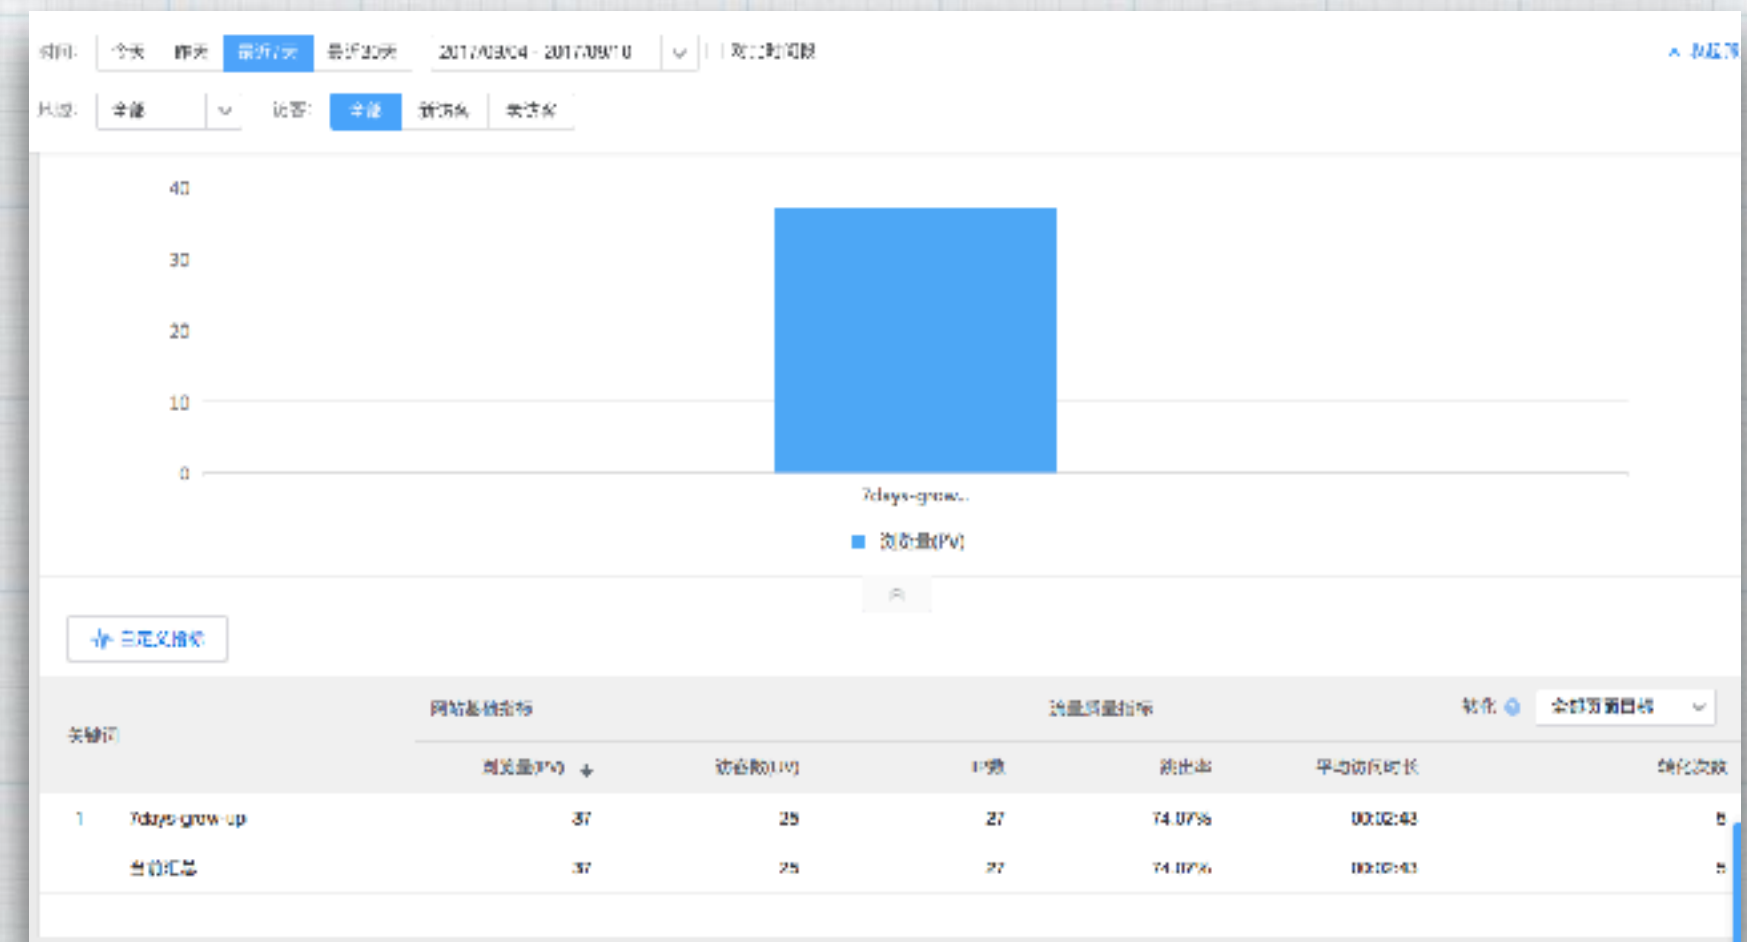 时间: 今天 昨天 最近7天 最近30天 2017/09/04 - 2017/09/10 对比时间段
全部 访客: 全部 新访客 老访客
40
30
20
10
0
7days-grow...
浏览量(PV)
自定义指标
网站基础指标 流量质量指标 转化 全部页面目标
关键词
浏览量(PV) 访客数(UV) IP数 跳出率 平均访问时长 转化次数
1 7days-grow-up 37 25 27 74.07% 00:02:43
当前汇总 37 25 27 74.07% 00:02:43